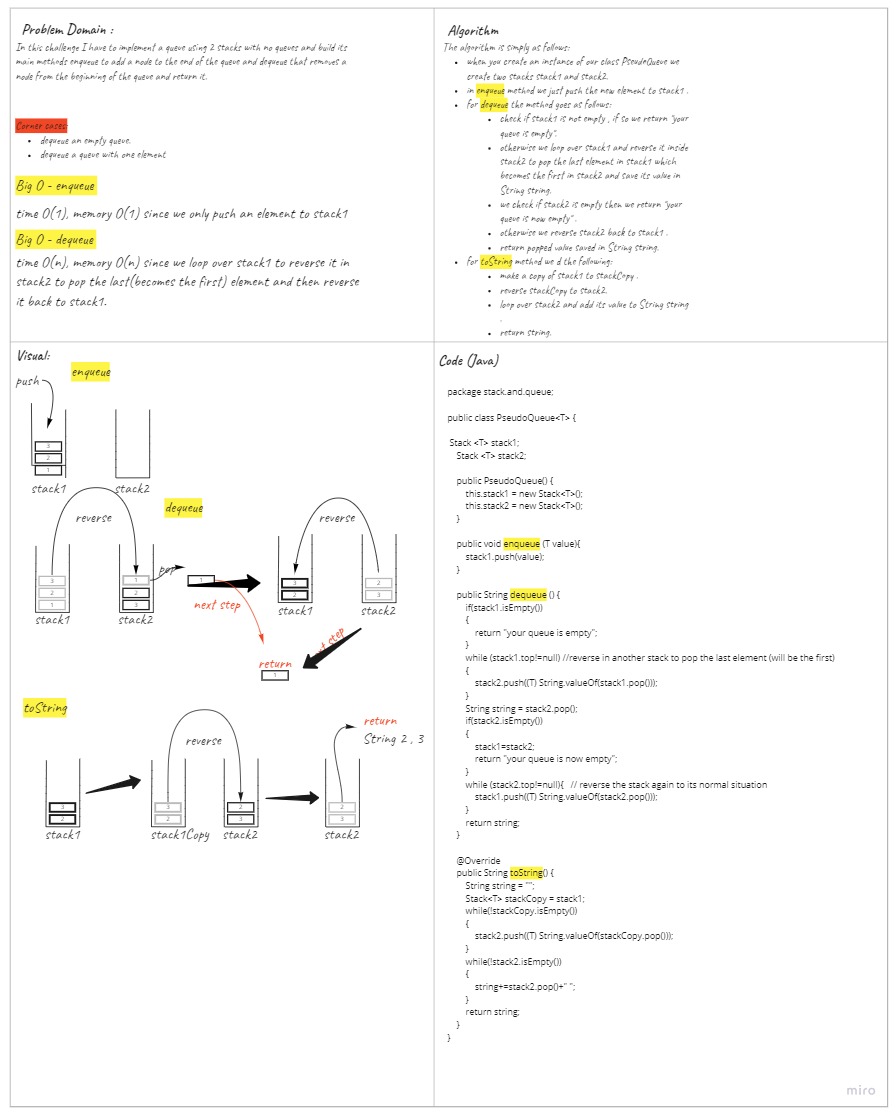 Problem Domain :
In this challenge I have to implement a queue using 2 stacks with no queues and build its
main methods enqueue to add a node to the end of the queue and dequeue that removes a
node from the beginning of the queue and return it.
Corner cases:
• dequeue an empty queue.
• dequeue a queue with one element
Big O - enqueue
time O(1), memory O(1) since we only push an element to stack1
Big O - dequeue
time O(n), memory O(n) since we loop over stack1 to reverse it in
stack2 to pop the last(becomes the first) element and then reverse
it back to stack1.
Algorithm
The algorithm is simply as follows:
• when you create an instance of our class PseudoQueue we
create two stacks stack1 and stack2.
• in enqueue method we just push the new element to stack1 .
• for dequeue the method goes as follows:
• check if stack1 is not empty , if so we return "your
queue is empty".
• otherwise we loop over stack1 and reverse it inside
stack2 to pop the last element in stack1 which
becomes the first in stack2 and save its value in
String string.
• we check if stack2 is empty then we return "your
queue is now empty" .
• otherwise we reverse stack2 back to stack1 .
• return popped value saved in String string.
• for toString method we d the following:
• make a copy of stack1 to stackCopy .
• reverse stackCopy to stack2.
• loop over stack2 and add its value to String string
.
• return string.
Visual:
enqueue
push
3
2
1
stack1
stack2
dequeue
reverse
reverse
pop
3
2
1
1
2
3
1
3
2
2
3
stack1
stack2
next step
stack1
stack2
t step
return
1
toString
return
String 2 , 3
reverse
3
2
3
2
2
3
2
3
stack1
stack1Copy
stack2
stack2
Code (Java)
package stack.and.queue;
public class PseudoQueue<T> {
Stack <T> stack1;
Stack <T> stack2;
public PseudoQueue() {
this.stack1 = new Stack<T>();
this.stack2 = new Stack<T>();
}
public void enqueue (T value){
stack1.push(value);
}
public String dequeue () {
if(stack1.isEmpty())
{
return "your queue is empty";
}
while (stack1.top!=null) //reverse in another stack to pop the last element (will be the first)
{
stack2.push((T) String.valueOf(stack1.pop()));
}
String string = stack2.pop();
if(stack2.isEmpty())
{
stack1=stack2;
return "your queue is now empty";
}
while (stack2.top!=null){ // reverse the stack again to its normal situation
stack1.push((T) String.valueOf(stack2.pop()));
}
return string;
}
@Override
public String toString() {
String string = "";
Stack<T> stackCopy = stack1;
while(!stackCopy.isEmpty())
{
stack2.push((T) String.valueOf(stackCopy.pop()));
}
while(!stack2.isEmpty())
{
string+=stack2.pop()+" ";
}
return string;
}
}
miro